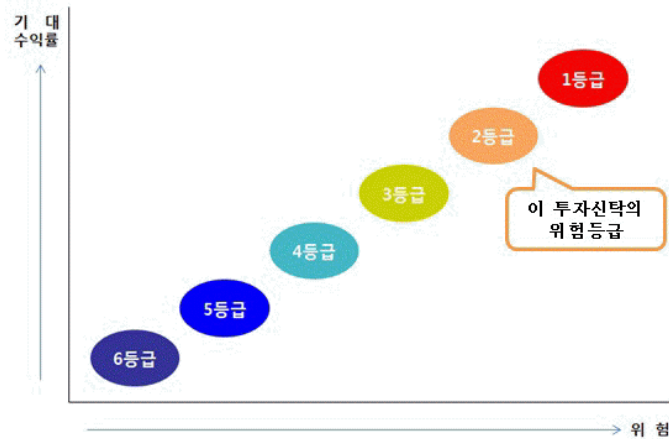 기 대
수익률
1등급
2등급
3등급
이 투자신탁의
위험등급
4등급
5등급
6등급
위 험